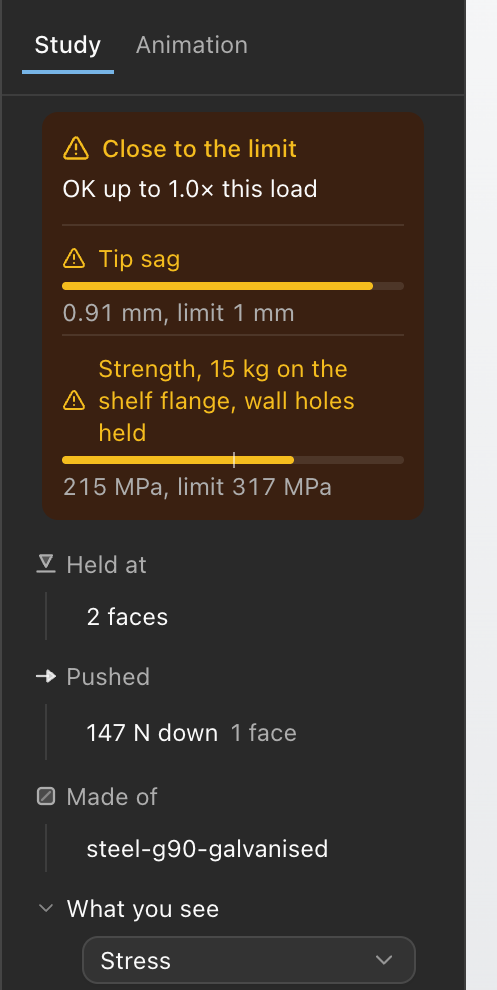 Study Animation
Close to the limit
OK up to 1.0× this load
Tip sag
0.91 mm, limit 1 mm
Strength, 15 kg on the
shelf flange, wall holes
held
215 MPa, limit 317 MPa
Held at
2 faces
Pushed
147 N down 1 face
Made of
steel-g90-galvanised
What you see
Stress